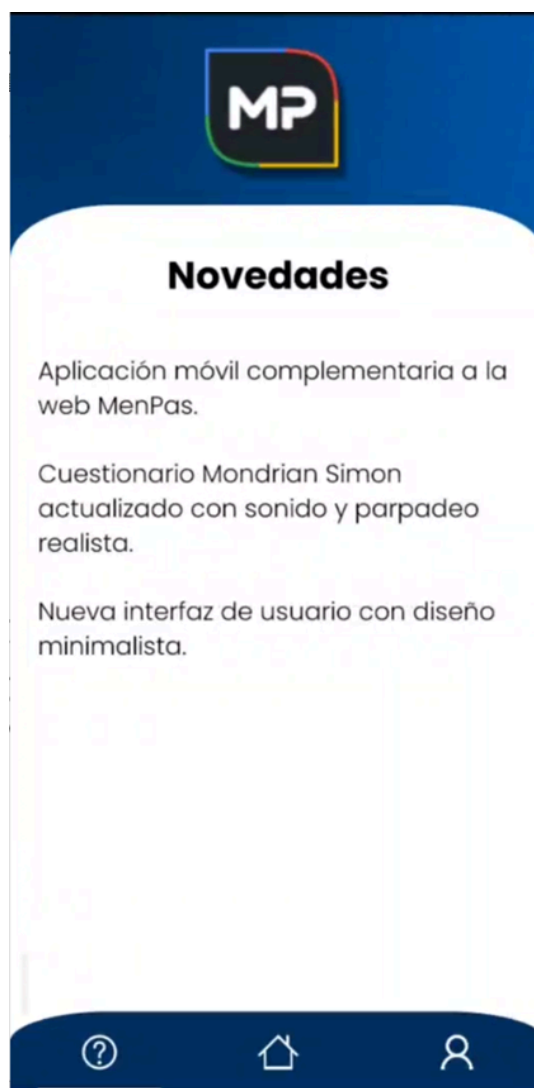 MP
Novedades
Aplicación móvil complementaria a la
web MenPas.
Cuestionario Mondrian Simon
actualizado con sonido y parpadeo
realista.
Nueva interfaz de usuario con diseño
minimalista.
?